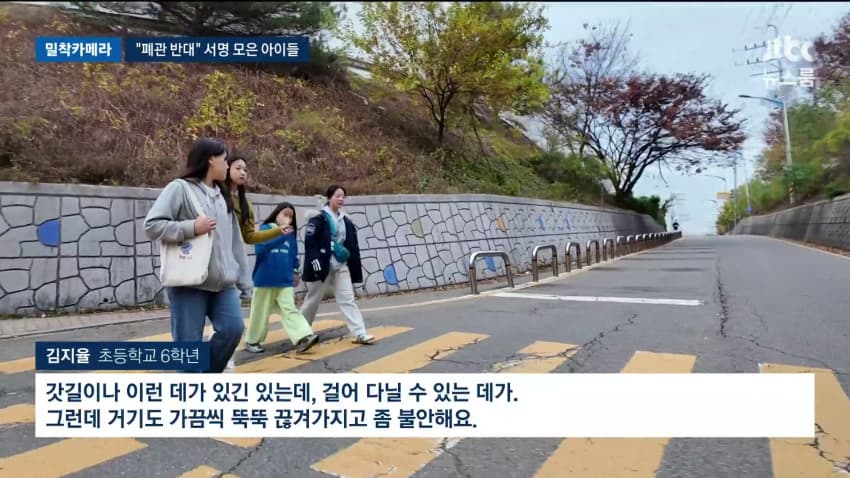 밀착카메라 "폐관 반대" 서명 모은 아이들
jtbc
뉴스룸
김지율 초등학교 6학년
갓길이나 이런 데가 있긴 있는데, 걸어 다닐 수 있는 데가.
그런데 거기도 가끔씩 뚝뚝 끊겨가지고 좀 불안해요.